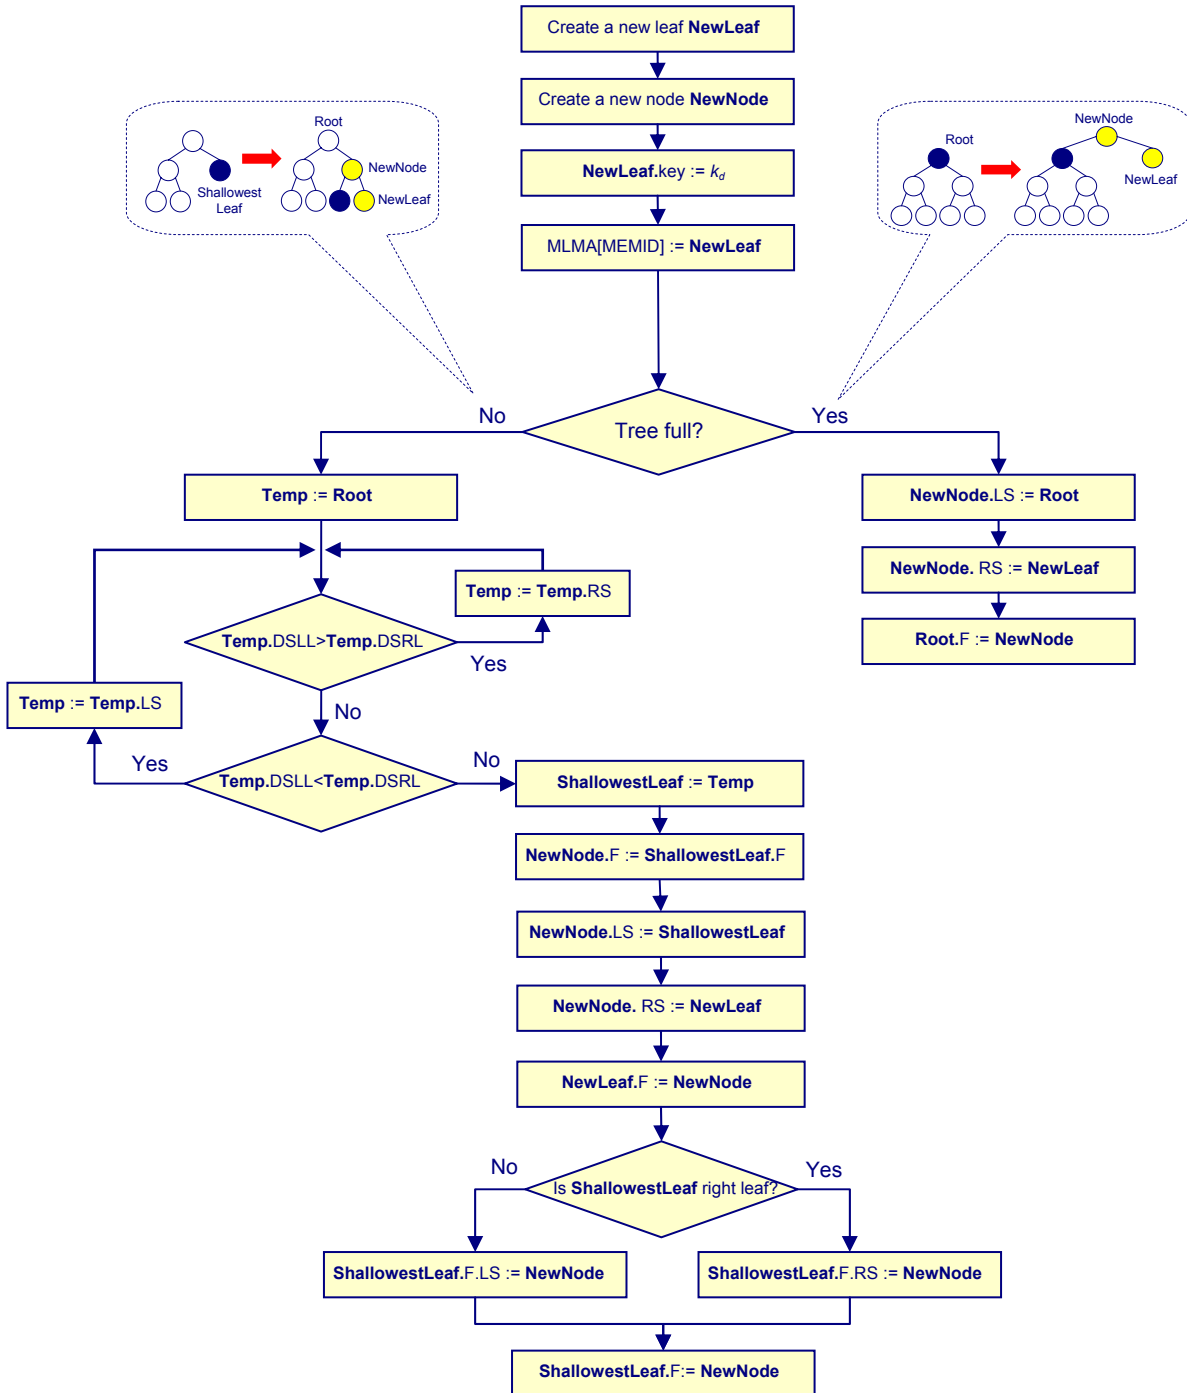 Create a new leaf NewLeaf
Create a new node NewNode
NewLeaf.key := kd
MLMA[MEMID] := NewLeaf
Root
NewNode
Shallowest
Leaf
NewLeaf
NewNode
Root
NewLeaf
No
Tree full?
Yes
Temp := Root
NewNode.LS := Root
NewNode. RS := NewLeaf
Root.F := NewNode
Temp := Temp.RS
Temp.DSLL>Temp.DSRL
Yes
Temp := Temp.LS
No
Yes
Temp.DSLL<Temp.DSRL
No
ShallowestLeaf := Temp
NewNode.F := ShallowestLeaf.F
NewNode.LS := ShallowestLeaf
NewNode. RS := NewLeaf
NewLeaf.F := NewNode
No
Is ShallowestLeaf right leaf?
Yes
ShallowestLeaf.F.LS := NewNode
ShallowestLeaf.F.RS := NewNode
ShallowestLeaf.F:= NewNode